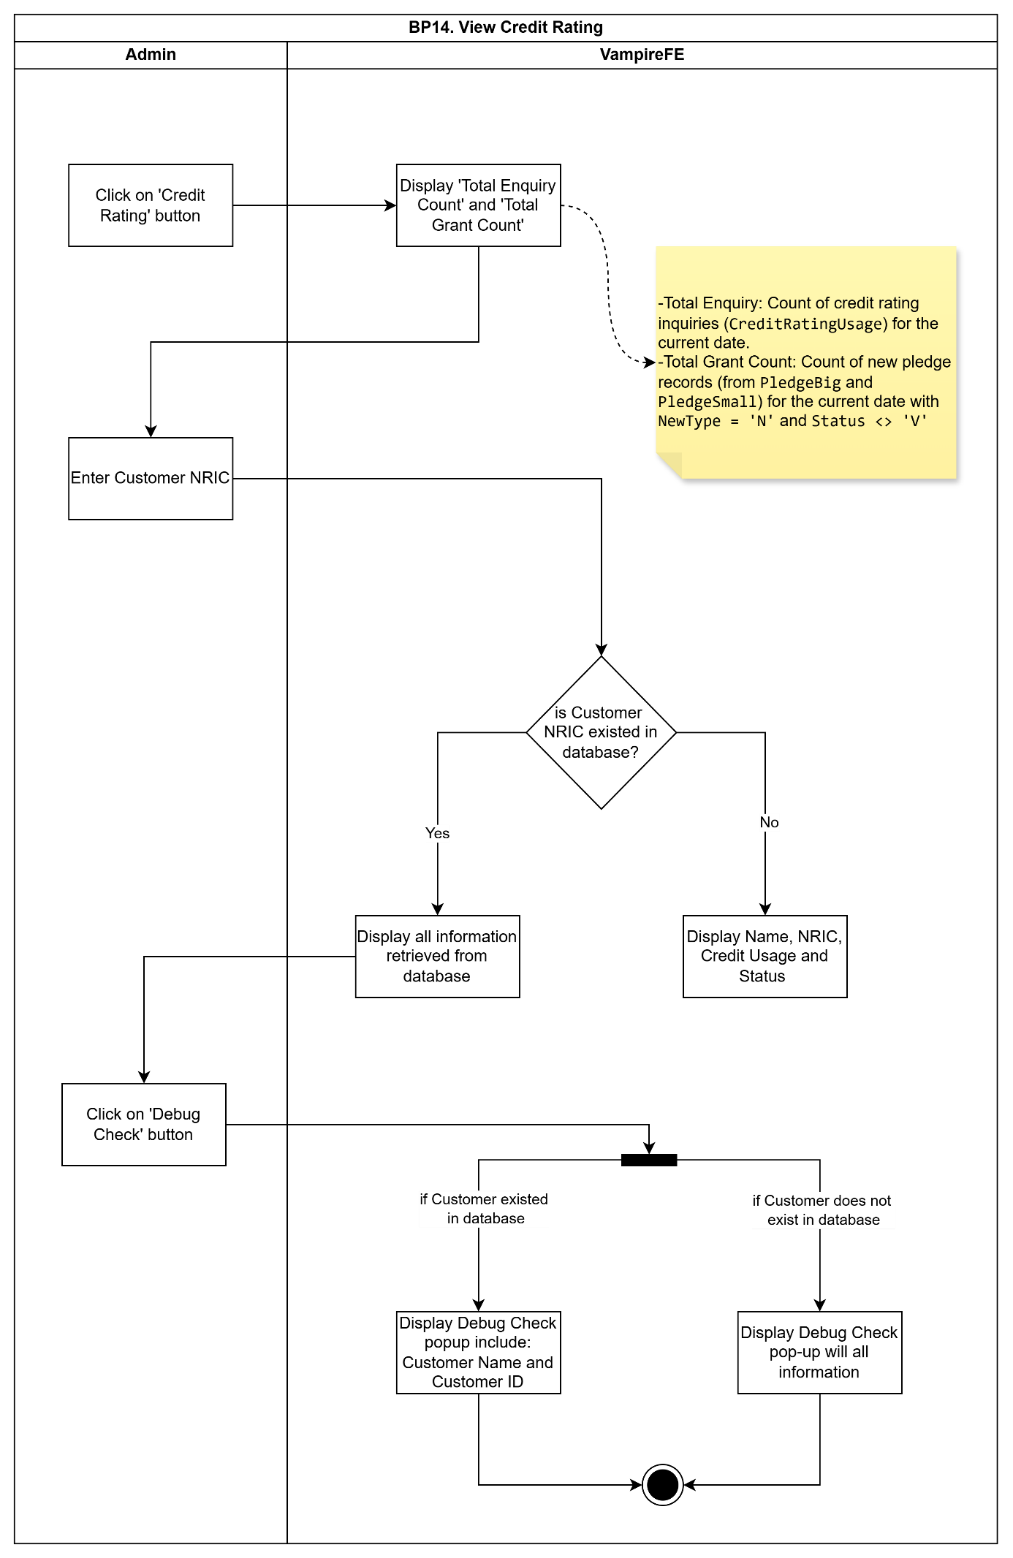 BP14. View Credit Rating
Admin
VampireFE
Click on 'Credit
Rating' button
Display 'Total Enquiry
Count' and 'Total
Grant Count'
-Total Enquiry: Count of credit rating
inquiries (CreditRatingUsage) for the
current date.
-Total Grant Count: Count of new pledge
records (from PledgeBig and
PledgeSmall) for the current date with
NewType = 'N' and Status <> 'V'
Enter Customer NRIC
is Customer
NRIC existed in
database?
Yes
No
Display all information
retrieved from
database
Display Name, NRIC,
Credit Usage and
Status
Click on 'Debug
Check' button
if Customer existed
in database
if Customer does not
exist in database
Display Debug Check
popup include:
Customer Name and
Customer ID
Display Debug Check
pop-up will all
information